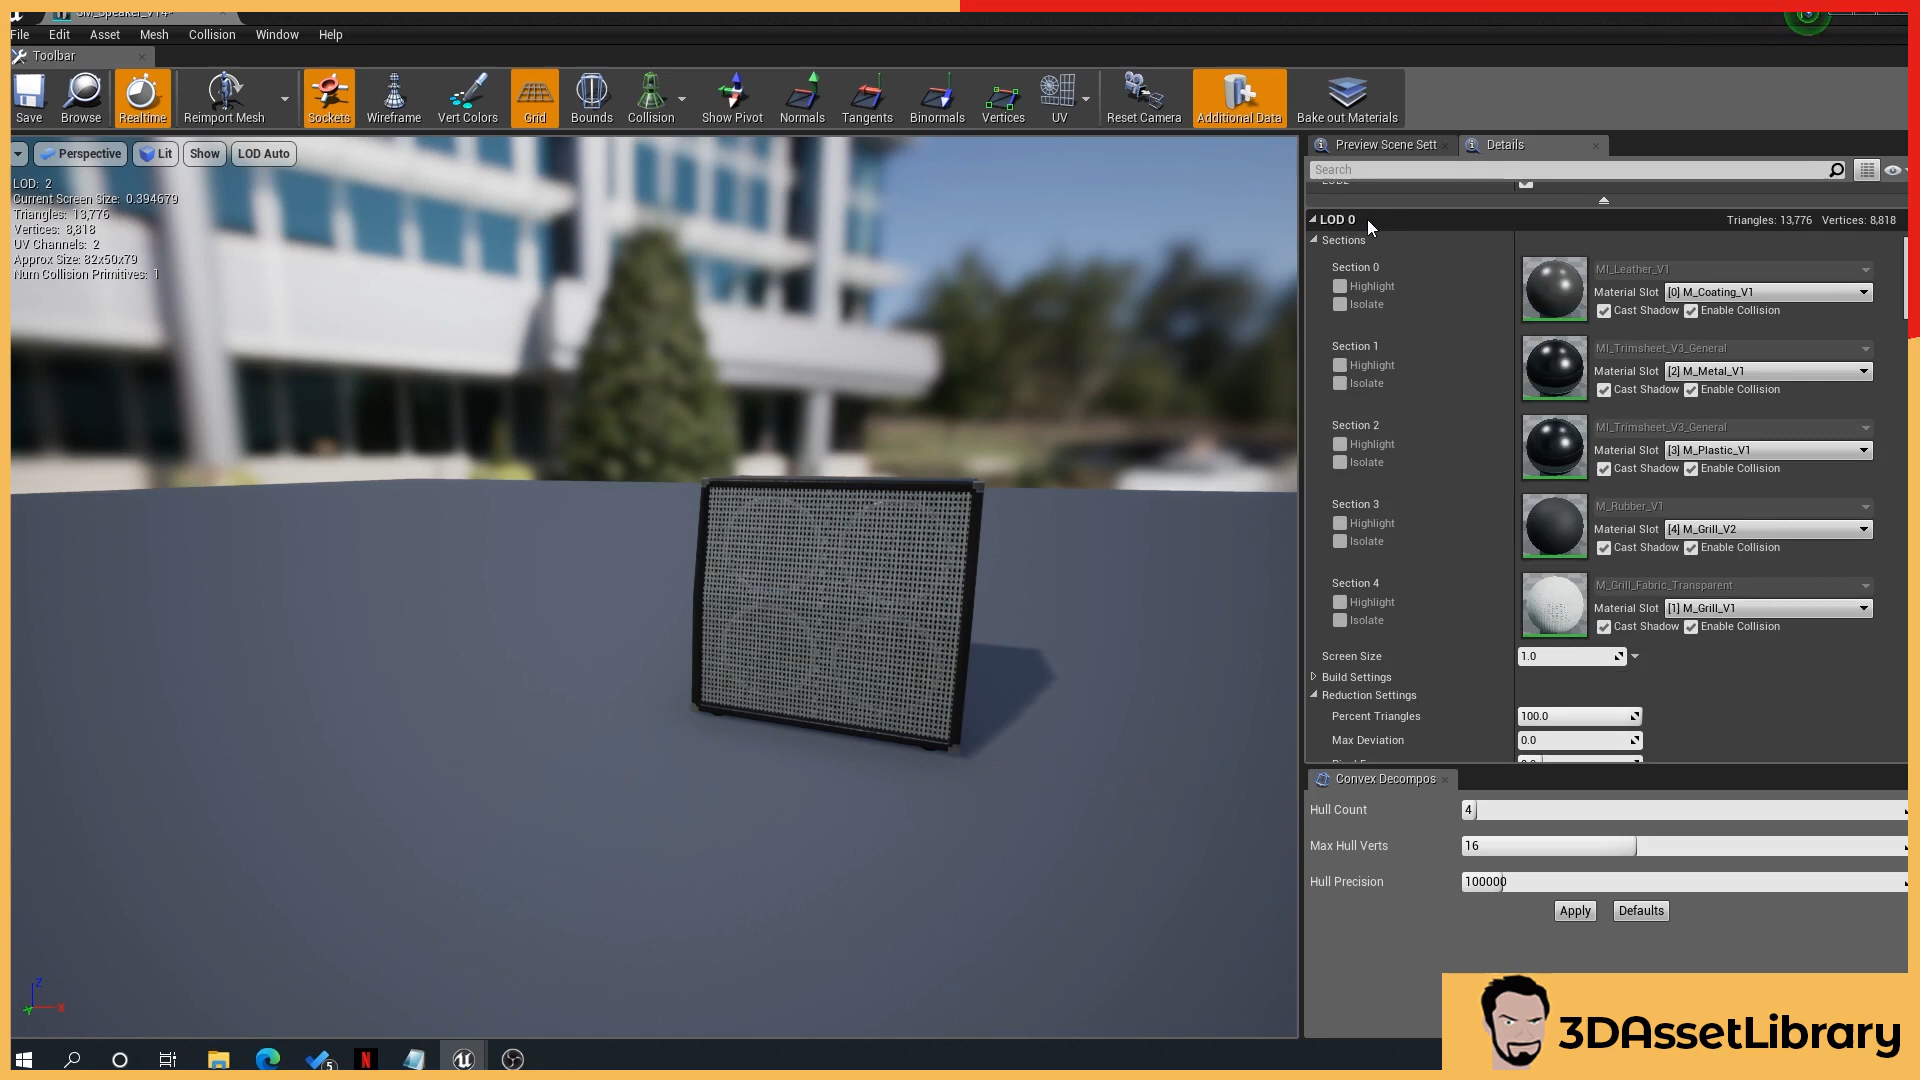 SM_Speaker_V14*
File Edit Asset Mesh Collision Window Help
Toolbar
Save Browse Realtime Reimport Mesh Sockets Wireframe Vert Colors Grid Bounds Collision Show Pivot Normals Tangents Binormals Vertices UV Reset Camera Additional Data Bake out Materials
Perspective Lit Show LOD Auto
LOD: 2
Current Screen Size: 0.394679
Triangles: 13,776
Vertices: 8,818
UV Channels: 2
Approx Size: 82x50x79
Num Collision Primitives: 1
Z
Y X
Preview Scene Sett Details
Search
LOD2
LOD 0 Triangles: 13,776 Vertices: 8,818
Sections
Section 0 MI_Leather_V1
Highlight Material Slot [0] M_Coating_V1
Isolate Cast Shadow Enable Collision
Section 1 MI_Trimsheet_V3_General
Highlight Material Slot [2] M_Metal_V1
Isolate Cast Shadow Enable Collision
Section 2 MI_Trimsheet_V3_General
Highlight Material Slot [3] M_Plastic_V1
Isolate Cast Shadow Enable Collision
Section 3 M_Rubber_V1
Highlight Material Slot [4] M_Grill_V2
Isolate Cast Shadow Enable Collision
Section 4 M_Grill_Fabric_Transparent
Highlight Material Slot [1] M_Grill_V1
Isolate Cast Shadow Enable Collision
Screen Size 1.0
Build Settings
Reduction Settings
Percent Triangles 100.0
Max Deviation 0.0
Convex Decompos
Hull Count 4
Max Hull Verts 16
Hull Precision 100000
Apply Defaults
3DAssetLibrary
5 N